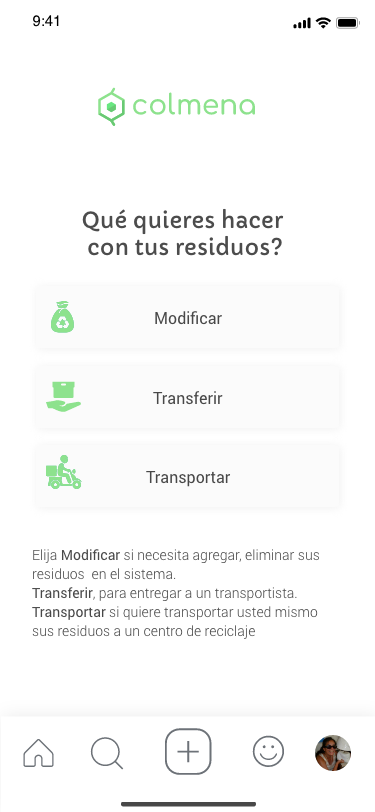 9:41
colmena
Qué quieres hacer
con tus residuos?
Modificar
Transferir
Transportar
Elija Modificar si necesita agregar, eliminar sus
residuos en el sistema.
Transferir, para entregar a un transportista.
Transportar si quiere transportar usted mismo
sus residuos a un centro de reciclaje